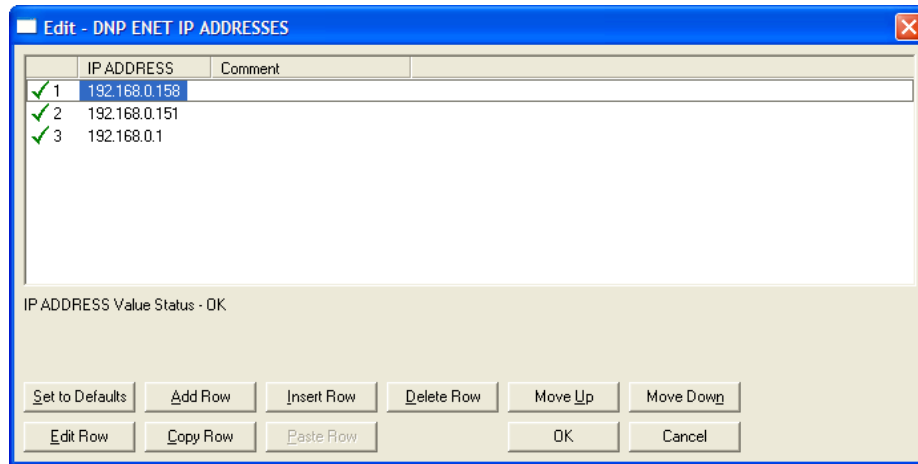 Edit - DNP ENET IP ADDRESSES
IP ADDRESS Comment
1 192.168.0.158
2 192.168.0.151
3 192.168.0.1
IP ADDRESS Value Status - OK
Set to Defaults Add Row Insert Row Delete Row Move Up Move Down
Edit Row Copy Row Paste Row OK Cancel